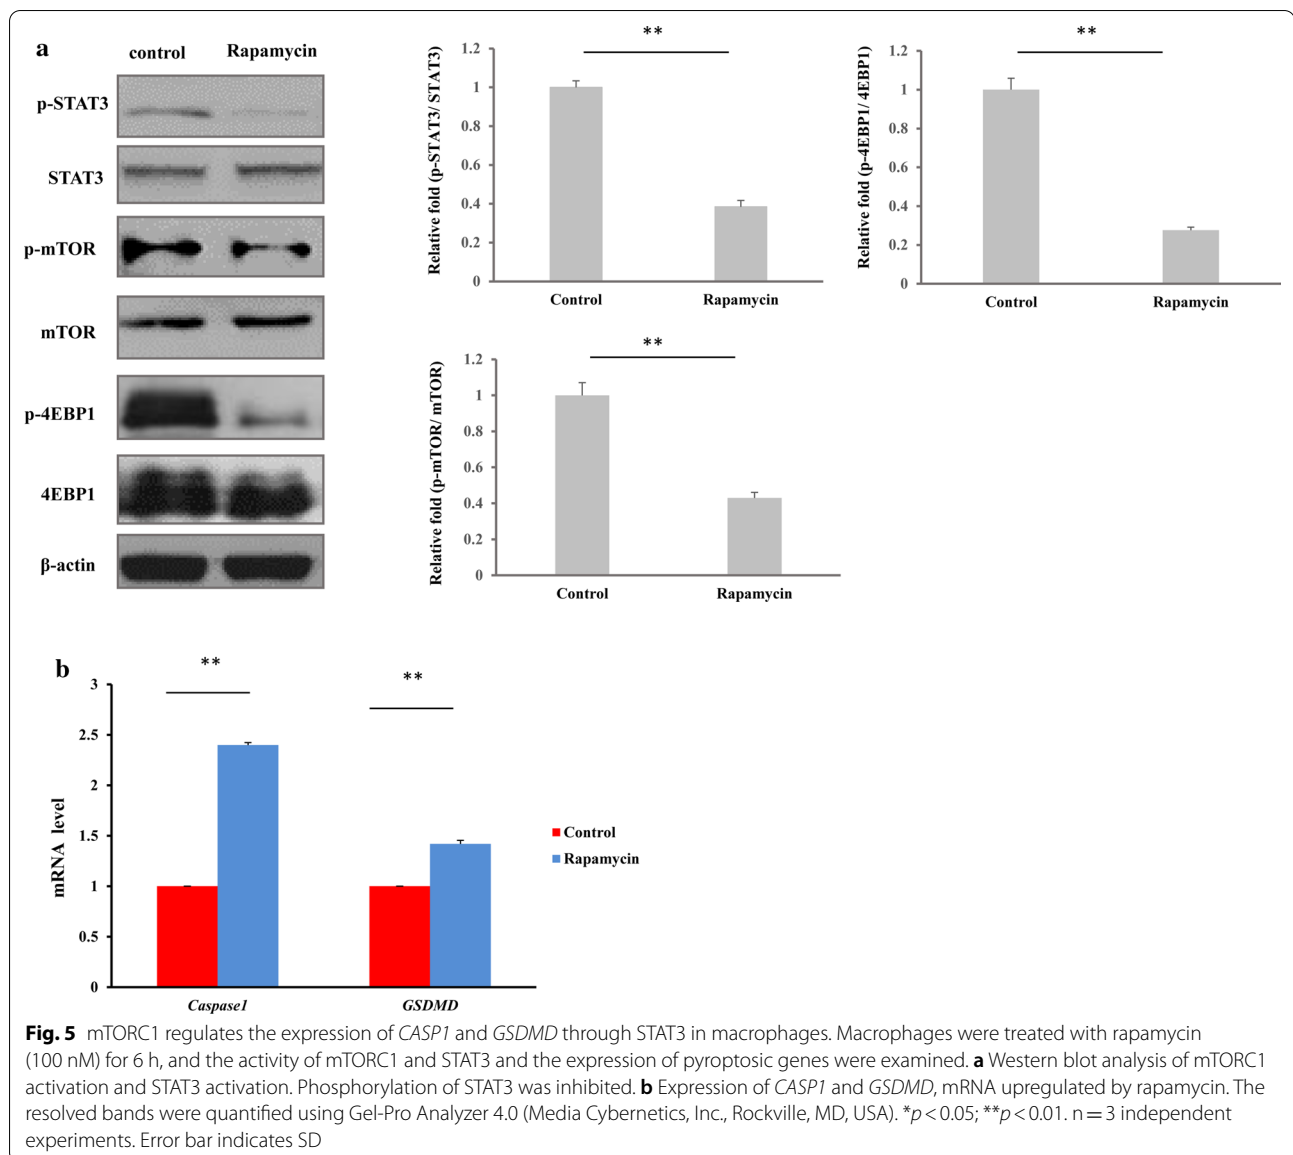 a
control Rapamycin
p-STAT3
STAT3
p-mTOR
mTOR
p-4EBP1
4EBP1
β-actin
**
Relative fold (p-STAT3/ STAT3)
1.2
1
0.8
0.6
0.4
0.2
0
Control Rapamycin
**
Relative fold (p-4EBP1/ 4EBP1)
1.2
1
0.8
0.6
0.4
0.2
0
Control Rapamycin
**
Relative fold (p-mTOR/ mTOR)
1.2
1
0.8
0.6
0.4
0.2
0
Control Rapamycin
b
** **
mRNA level
3
2.5
2
1.5
1
0.5
0
Caspase1 GSDMD
Control
Rapamycin
Fig. 5 mTORC1 regulates the expression of CASP1 and GSDMD through STAT3 in macrophages. Macrophages were treated with rapamycin
(100 nM) for 6 h, and the activity of mTORC1 and STAT3 and the expression of pyroptosic genes were examined. a Western blot analysis of mTORC1
activation and STAT3 activation. Phosphorylation of STAT3 was inhibited. b Expression of CASP1 and GSDMD, mRNA upregulated by rapamycin. The
resolved bands were quantified using Gel-Pro Analyzer 4.0 (Media Cybernetics, Inc., Rockville, MD, USA). *p < 0.05; **p < 0.01. n = 3 independent
experiments. Error bar indicates SD